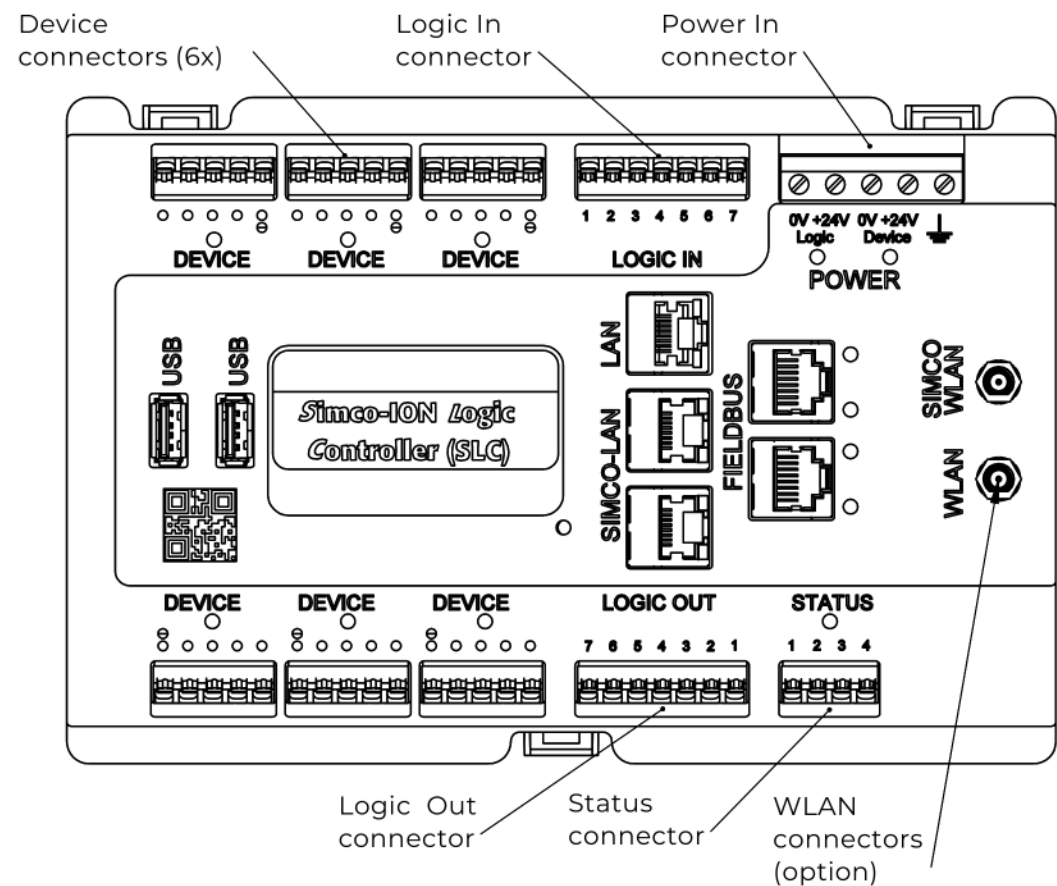 Device
connectors (6x)
Logic In
connector
Power In
connector
1 2 3 4 5 6 7
0V +24V 0V +24V
Logic Device
DEVICE DEVICE DEVICE LOGIC IN
POWER
USB USB
LAN
SIMCO-LAN
FIELDBUS
SIMCO
WLAN
WLAN
Simco-ION Logic
Controller (SLC)
DEVICE DEVICE DEVICE LOGIC OUT STATUS
7 6 5 4 3 2 1 1 2 3 4
Logic Out
connector
Status
connector
WLAN
connectors
(option)